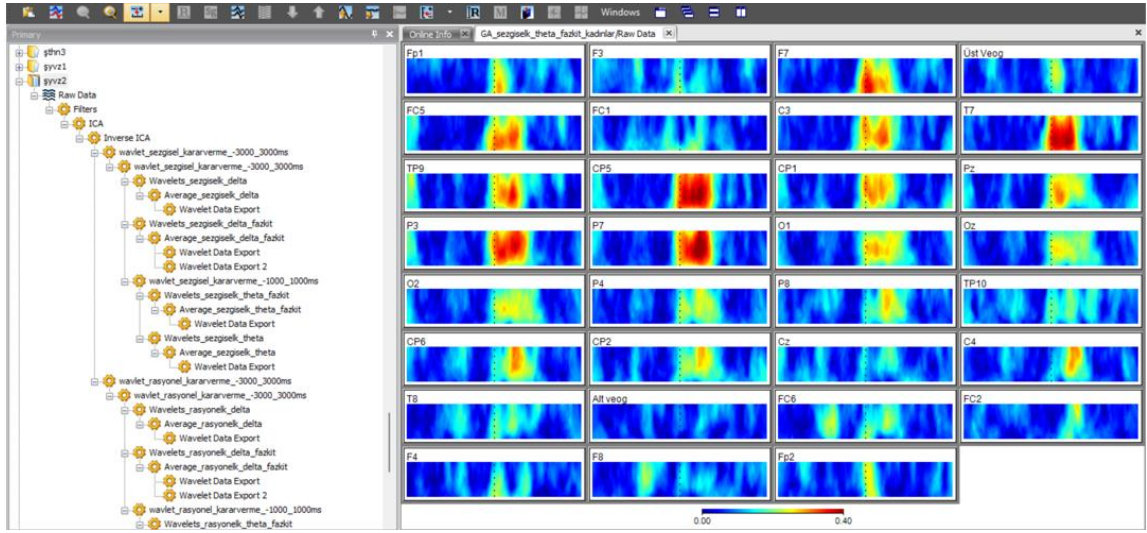 Windows
Primary
Online Info
GA_sezgiselk_theta_fazkit_kadınlar/Raw Data
şthn3
şyvz1
şyvz2
Raw Data
Filters
ICA
Inverse ICA
wavlet_sezgisel_kararverme_-3000_3000ms
wavlet_sezgisel_kararverme_-3000_3000ms
Wavelets_sezgiselk_delta
Average_sezgiselk_delta
Wavelet Data Export
Wavelets_sezgiselk_delta_fazkit
Average_sezgiselk_delta_fazkit
Wavelet Data Export
Wavelet Data Export 2
wavlet_sezgisel_kararverme_-1000_1000ms
Wavelets_sezgiselk_theta_fazkit
Average_sezgiselk_theta_fazkit
Wavelet Data Export
Wavelets_sezgiselk_theta
Average_sezgiselk_theta
Wavelet Data Export
wavlet_rasyonel_kararverme_-3000_3000ms
wavlet_rasyonel_kararverme_-3000_3000ms
Wavelets_rasyonelk_delta
Average_rasyonelk_delta
Wavelet Data Export
Wavelets_rasyonelk_delta_fazkit
Average_rasyonelk_delta_fazkit
Wavelet Data Export
Wavelet Data Export 2
wavlet_rasyonel_kararverme_-1000_1000ms
Wavelets_rasyonelk_theta_fazkit
Fp1 F3 F7 Üst Veog
FC5 FC1 C3 T7
TP9 CP5 CP1 Pz
P3 P7 O1 Oz
O2 P4 P8 TP10
CP6 CP2 Cz C4
T8 Alt veog FC6 FC2
F4 F8 Fp2
0.00 0.40